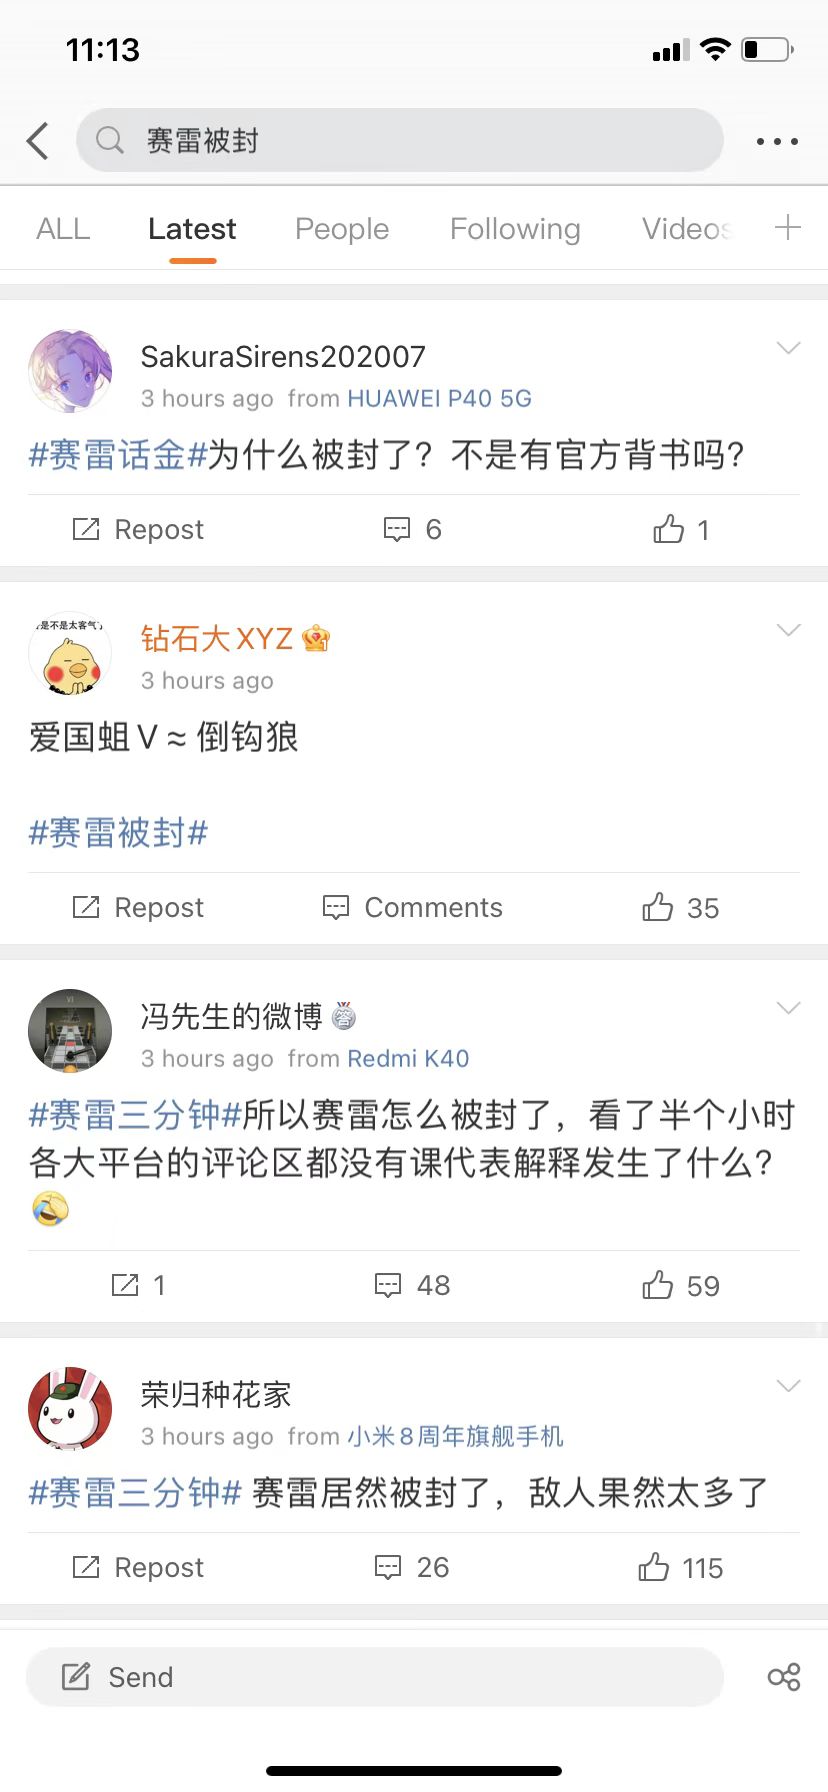 11:13
赛雷被封
ALL Latest People Following Videos
SakuraSirens202007
3 hours ago from HUAWEI P40 5G
#赛雷话金#为什么被封了？不是有官方背书吗?
Repost 6 1
是不是太客气了
钻石大XYZ
3 hours ago
爱国蛆V≈倒钩狼
#赛雷被封#
Repost Comments 35
VI
冯先生的微博 答
3 hours ago from Redmi K40
#赛雷三分钟#所以赛雷怎么被封了，看了半个小时
各大平台的评论区都没有课代表解释发生了什么?
1 48 59
荣归种花家
3 hours ago from 小米8周年旗舰手机
#赛雷三分钟# 赛雷居然被封了，敌人果然太多了
Repost 26 115
Send